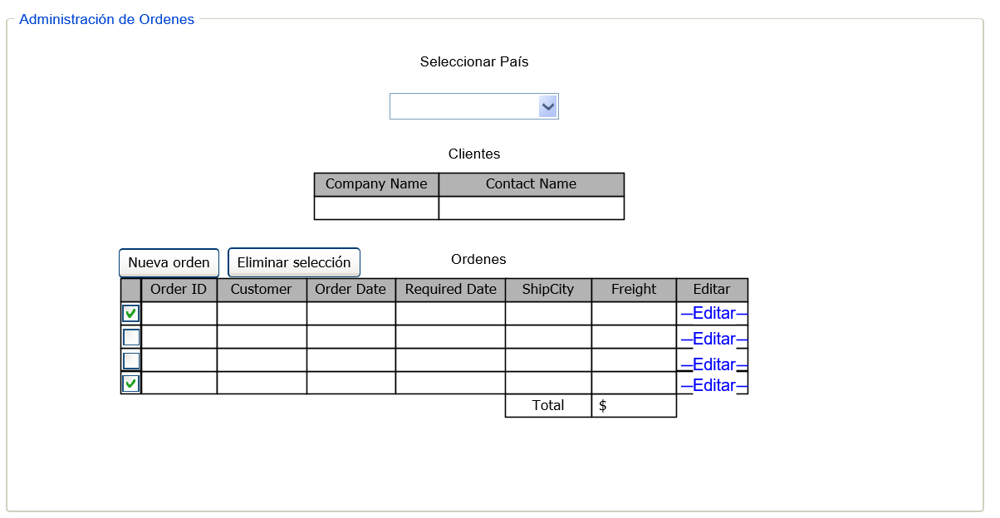 Administración de Ordenes
Seleccionar País
Clientes
Company Name Contact Name
Nueva orden Eliminar selección Ordenes
Order ID Customer Order Date Required Date ShipCity Freight Editar
Editar
Editar
Editar
Editar
Total $